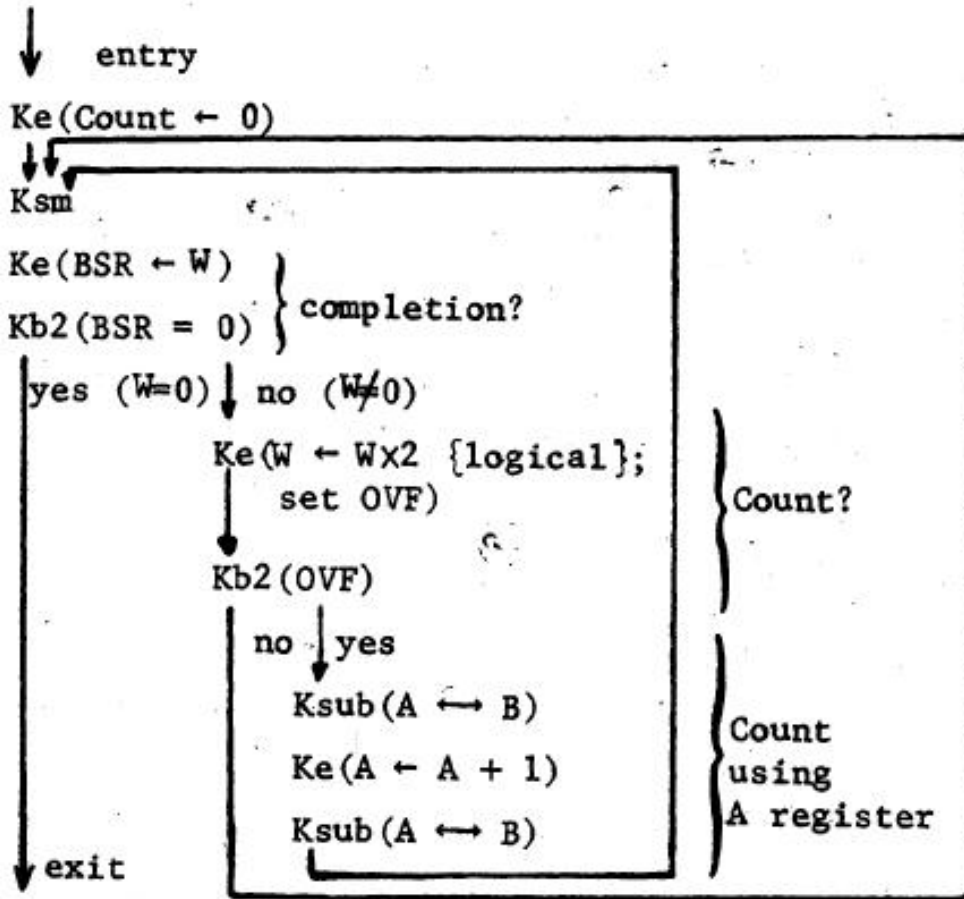 entry
Ke(Count ← 0)
Ksm
Ke(BSR ← W)
Kb2(BSR = 0)
completion?
yes (W=0) no (W≠0)
Ke(W ← Wx2 {logical};
set OVF)
Count?
Kb2(OVF)
no yes
Ksub(A ↔ B)
Ke(A ← A + 1)
Ksub(A ↔ B)
Count
using
A register
exit